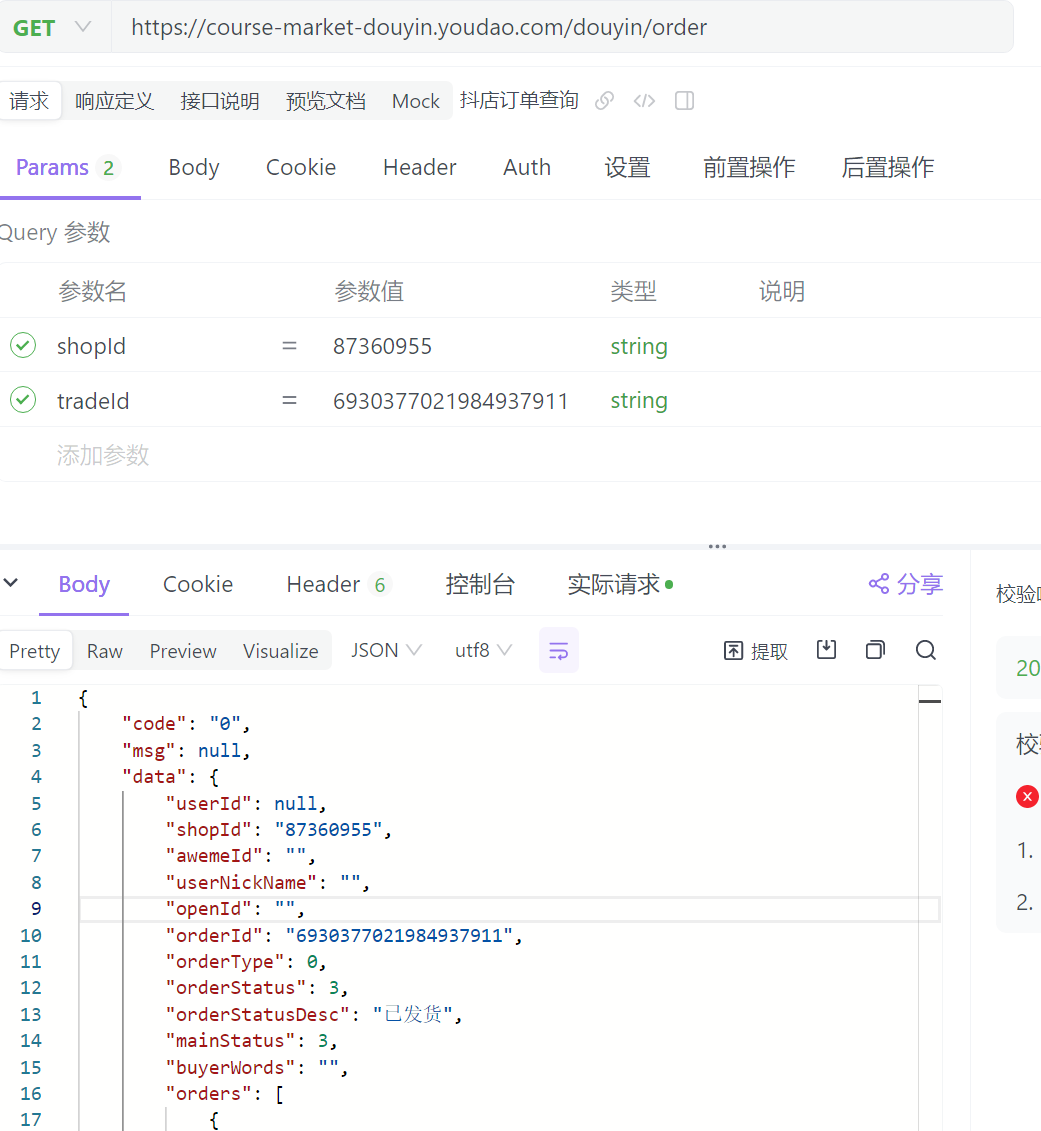 GET https://course-market-douyin.youdao.com/douyin/order
请求 响应定义 接口说明 预览文档 Mock 抖店订单查询
Params 2 Body Cookie Header Auth 设置 前置操作 后置操作
Query 参数
参数名 参数值 类型 说明
shopId = 87360955 string
tradeId = 6930377021984937911 string
添加参数
Body Cookie Header 6 控制台 实际请求 分享
校验
Pretty Raw Preview Visualize JSON utf8 提取
20
1 {
2 "code": "0",
3 "msg": null,
校
4 "data": {
5 "userId": null,
6 "shopId": "87360955",
7 "awemeId": "",
1.
8 "userNickName": "",
9 "openId": "",
2.
10 "orderId": "6930377021984937911",
11 "orderType": 0,
12 "orderStatus": 3,
13 "orderStatusDesc": "已发货",
14 "mainStatus": 3,
15 "buyerWords": "",
16 "orders": [
17 {